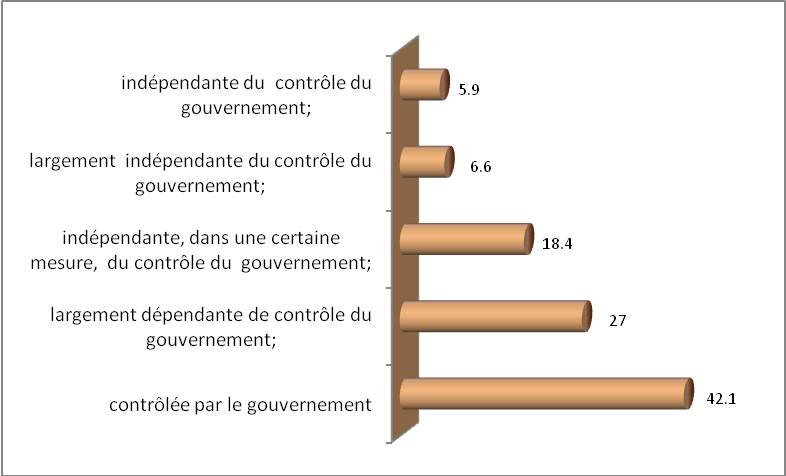 indépendante du contrôle du
gouvernement;
5.9
largement indépendante du contrôle du
gouvernement;
6.6
indépendante, dans une certaine
mesure, du contrôle du gouvernement;
18.4
largement dépendante de contrôle du
gouvernement;
27
contrôlée par le gouvernement
42.1